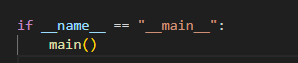 if __name__ == "__main__":
    main()